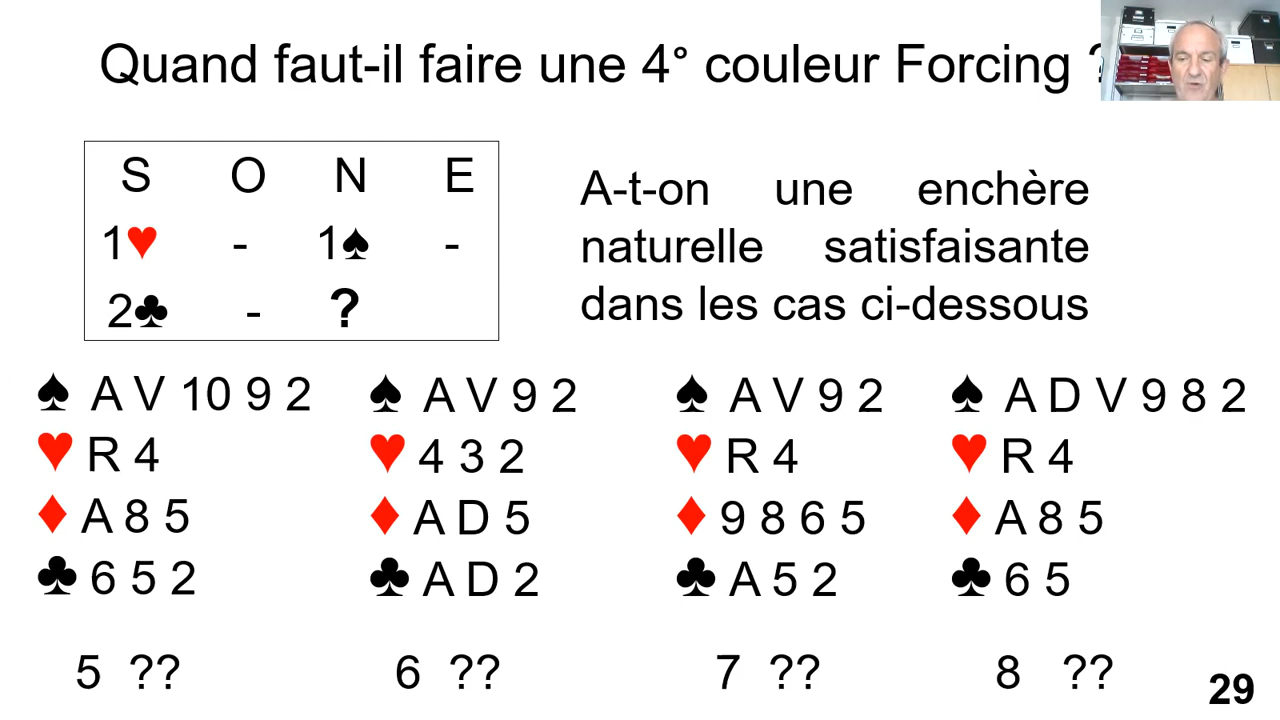 Quand faut-il faire une 4° couleur Forcing ?
S O N E
1♥ - 1♠ -
2♣ - ?
A-t-on une enchère
naturelle satisfaisante
dans les cas ci-dessous
♠ A V 10 9 2 ♠ A V 9 2 ♠ A V 9 2 ♠ A D V 9 8 2
♥ R 4 ♥ 4 3 2 ♥ R 4 ♥ R 4
♦ A 8 5 ♦ A D 5 ♦ 9 8 6 5 ♦ A 8 5
♣ 6 5 2 ♣ A D 2 ♣ A 5 2 ♣ 6 5
5 ?? 6 ?? 7 ?? 8 ??
29